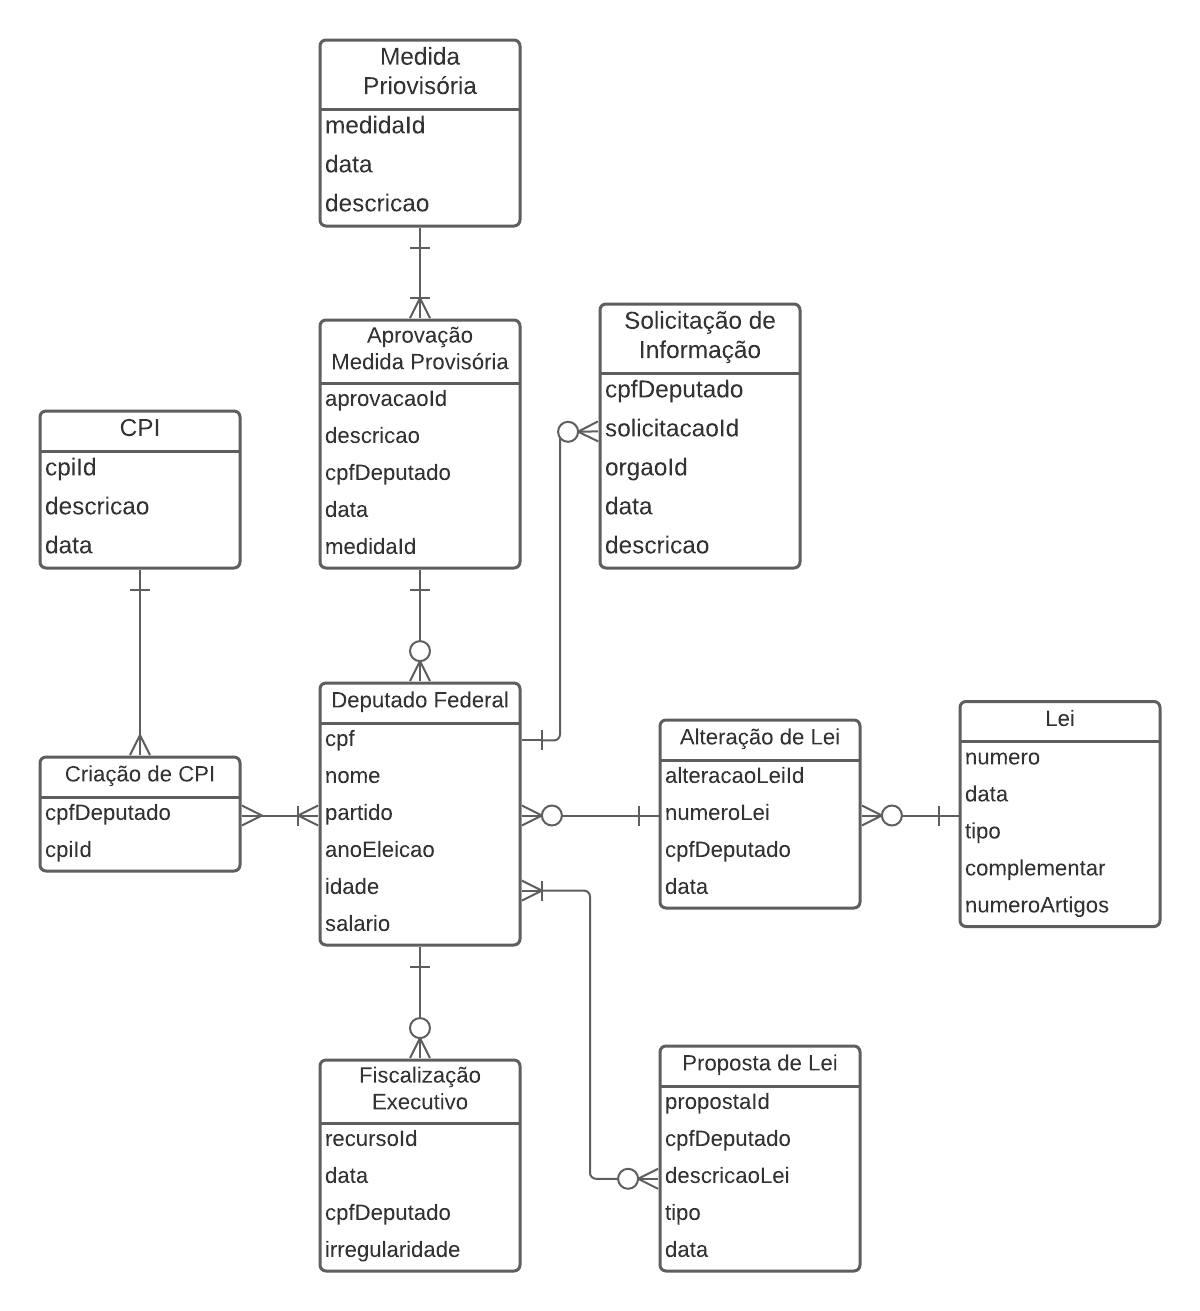 Medida
Priovisória
medidaId
data
descricao
Aprovação
Medida Provisória
aprovacaoId
descricao
cpfDeputado
data
medidaId
Solicitação de
Informação
cpfDeputado
solicitacaoId
orgaoId
data
descricao
CPI
cpiId
descricao
data
Criação de CPI
cpfDeputado
cpiId
Deputado Federal
cpf
nome
partido
anoEleicao
idade
salario
Alteração de Lei
alteracaoLeiId
numeroLei
cpfDeputado
data
Lei
numero
data
tipo
complementar
numeroArtigos
Fiscalização
Executivo
recursoId
data
cpfDeputado
irregularidade
Proposta de Lei
propostaId
cpfDeputado
descricaoLei
tipo
data